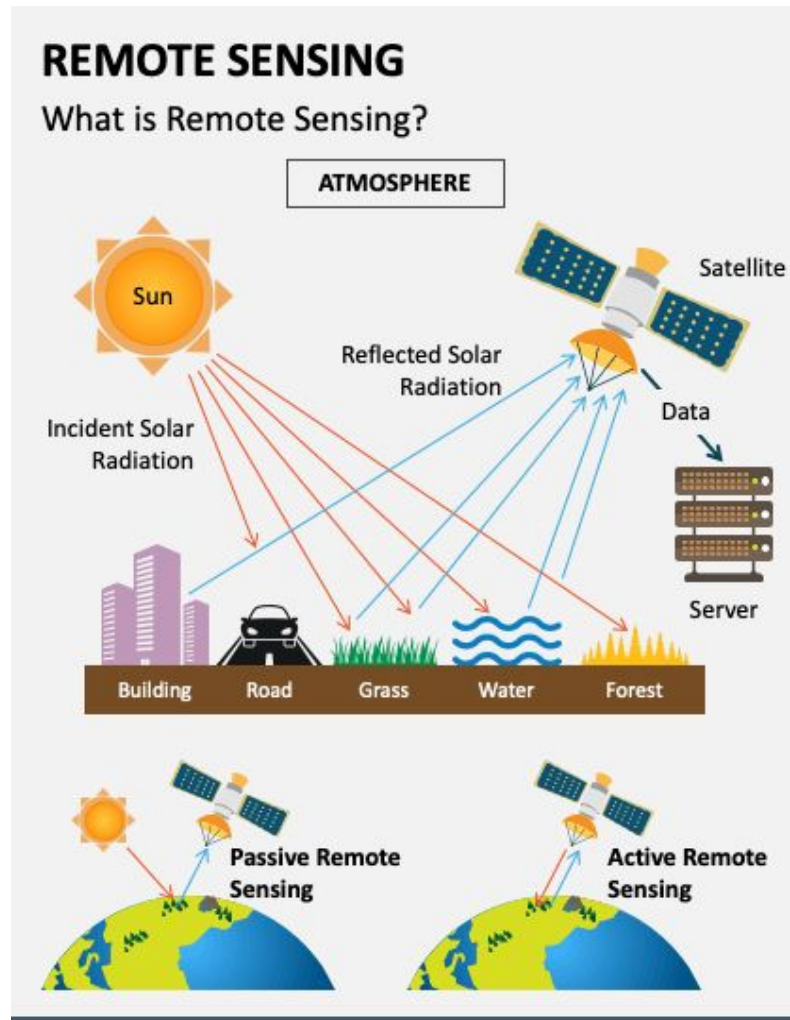 REMOTE SENSING
What is Remote Sensing?
ATMOSPHERE
Sun
Satellite
Reflected Solar
Radiation
Data
Incident Solar
Radiation
Server
Building
Road
Grass
Water
Forest
Passive Remote
Sensing
Active Remote
Sensing